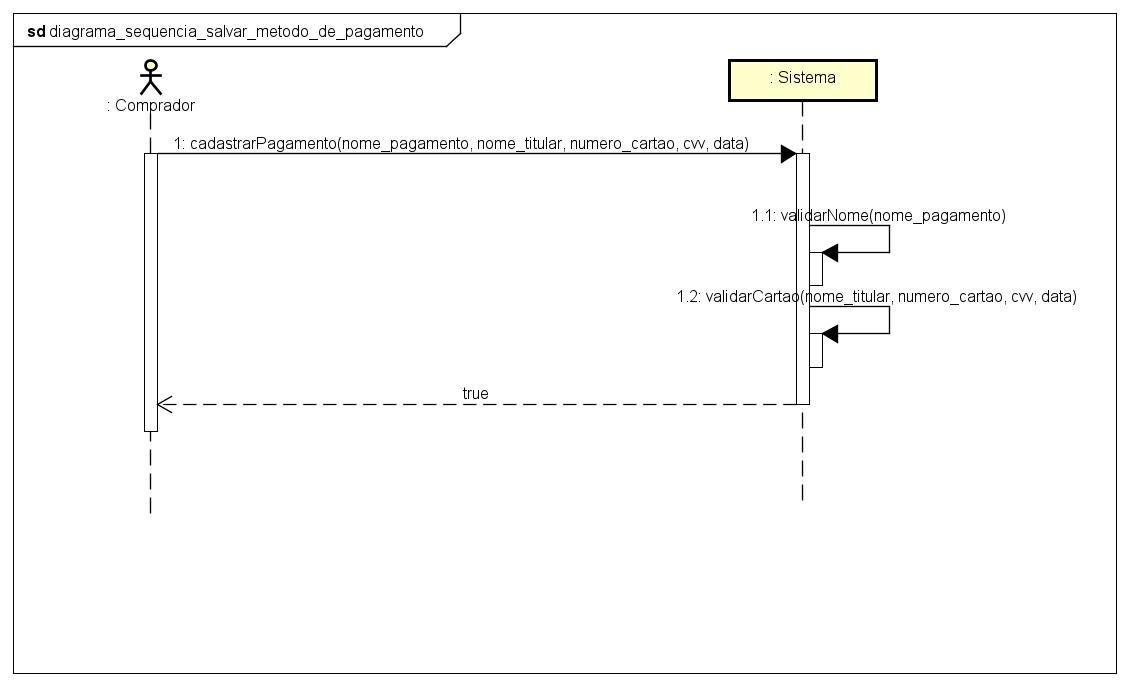 sd diagrama_sequencia_salvar_metodo_de_pagamento
: Comprador
: Sistema
1: cadastrarPagamento(nome_pagamento, nome_titular, numero_cartao, cvv, data)
1.1: validarNome(nome_pagamento)
1.2: validarCartao(nome_titular, numero_cartao, cvv, data)
true